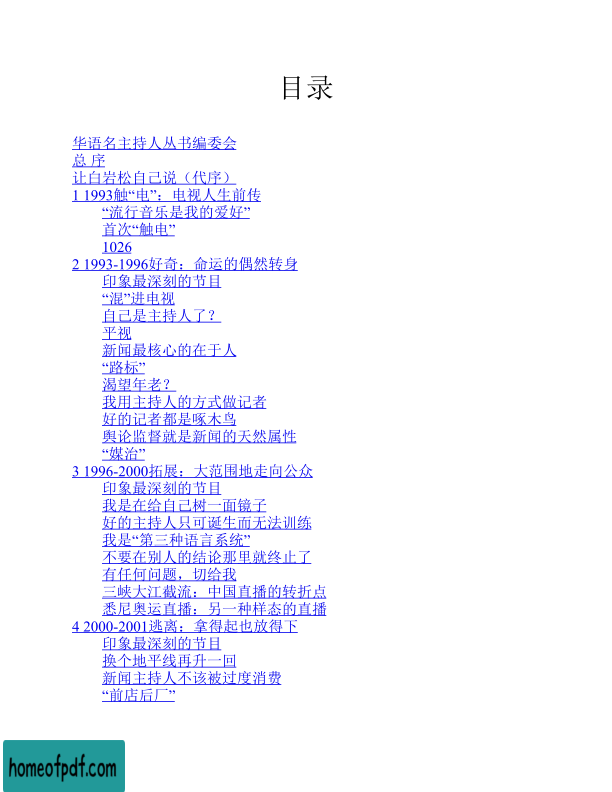 目录
华语名主持人丛书编委会
总 序
让白岩松自己说（代序）
1 1993触“电”：电视人生前传
“流行音乐是我的爱好”
首次“触电”
1026
2 1993-1996好奇：命运的偶然转身
印象最深刻的节目
“混”进电视
自己是主持人了？
平视
新闻最核心的在于人
“路标”
渴望年老？
我用主持人的方式做记者
好的记者都是啄木鸟
舆论监督就是新闻的天然属性
“媒治”
3 1996-2000拓展：大范围地走向公众
印象最深刻的节目
我是在给自己树一面镜子
好的主持人只可诞生而无法训练
我是“第三种语言系统”
不要在别人的结论那里就终止了
有任何问题，切给我
三峡大江截流：中国直播的转折点
悉尼奥运直播：另一种样态的直播
4 2000-2001逃离：拿得起也放得下
印象最深刻的节目
换个地平线再升一回
新闻主持人不该被过度消费
“前店后厂”
homeofpdf.com